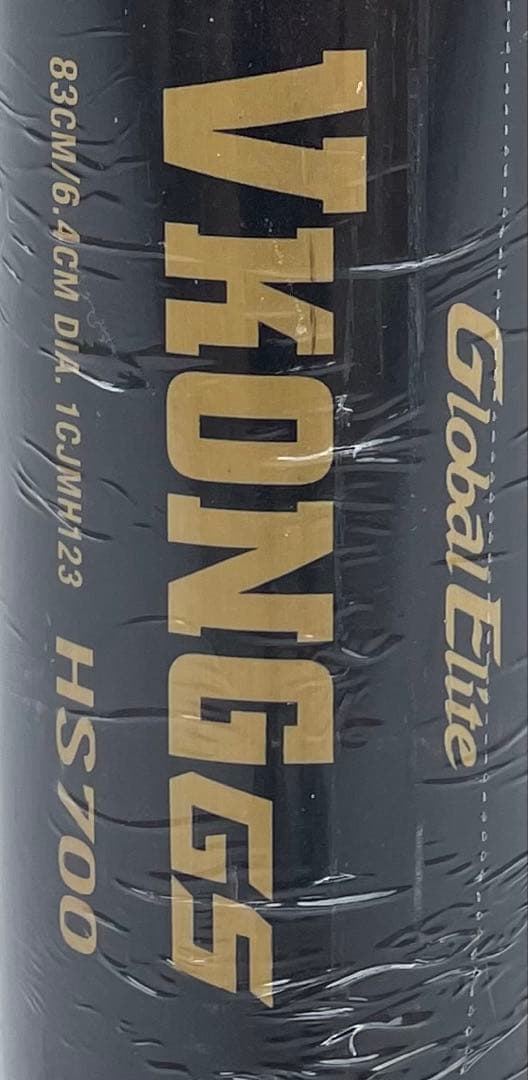 Global Elite
VKONG GS
83CM/6.4CM DIA. 1CJMH123 HS700